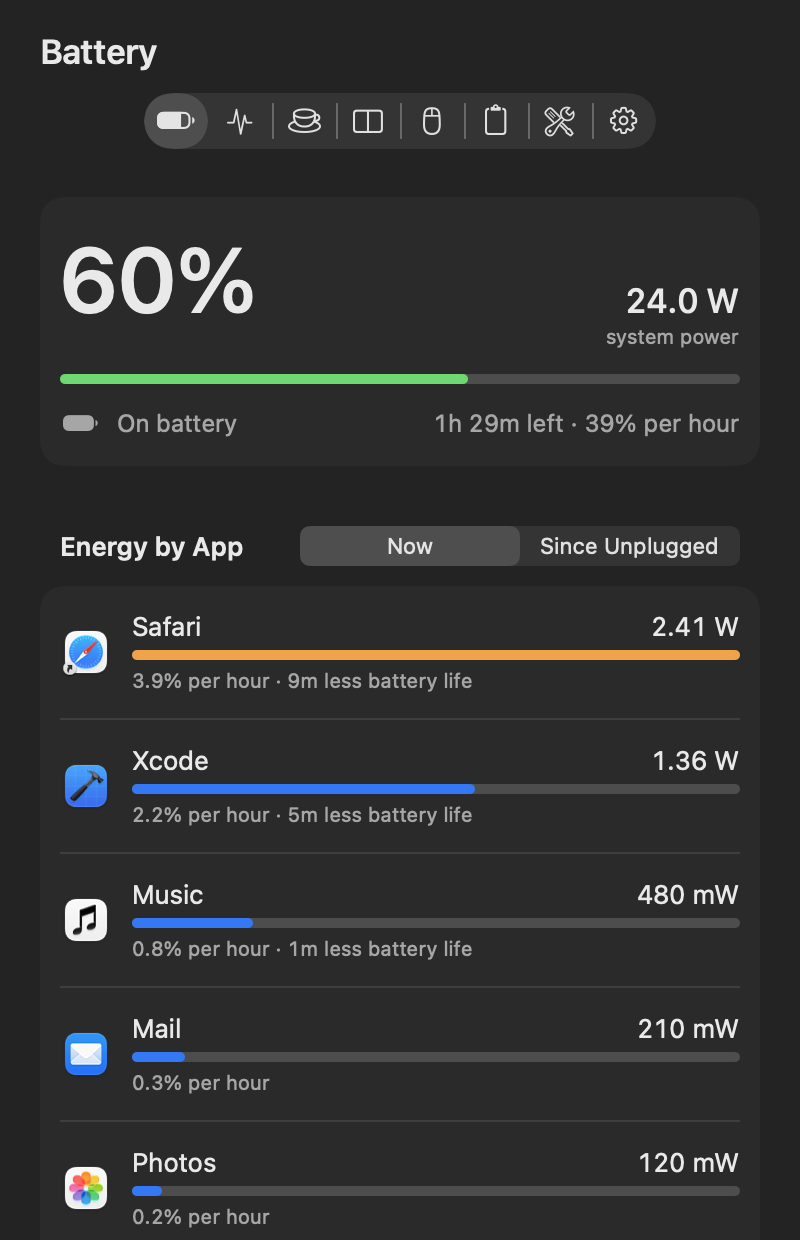 Battery
60%
24.0 W
system power
On battery
1h 29m left · 39% per hour
Energy by App
Now
Since Unplugged
Safari
2.41 W
3.9% per hour · 9m less battery life
Xcode
1.36 W
2.2% per hour · 5m less battery life
Music
480 mW
0.8% per hour · 1m less battery life
Mail
210 mW
0.3% per hour
Photos
120 mW
0.2% per hour